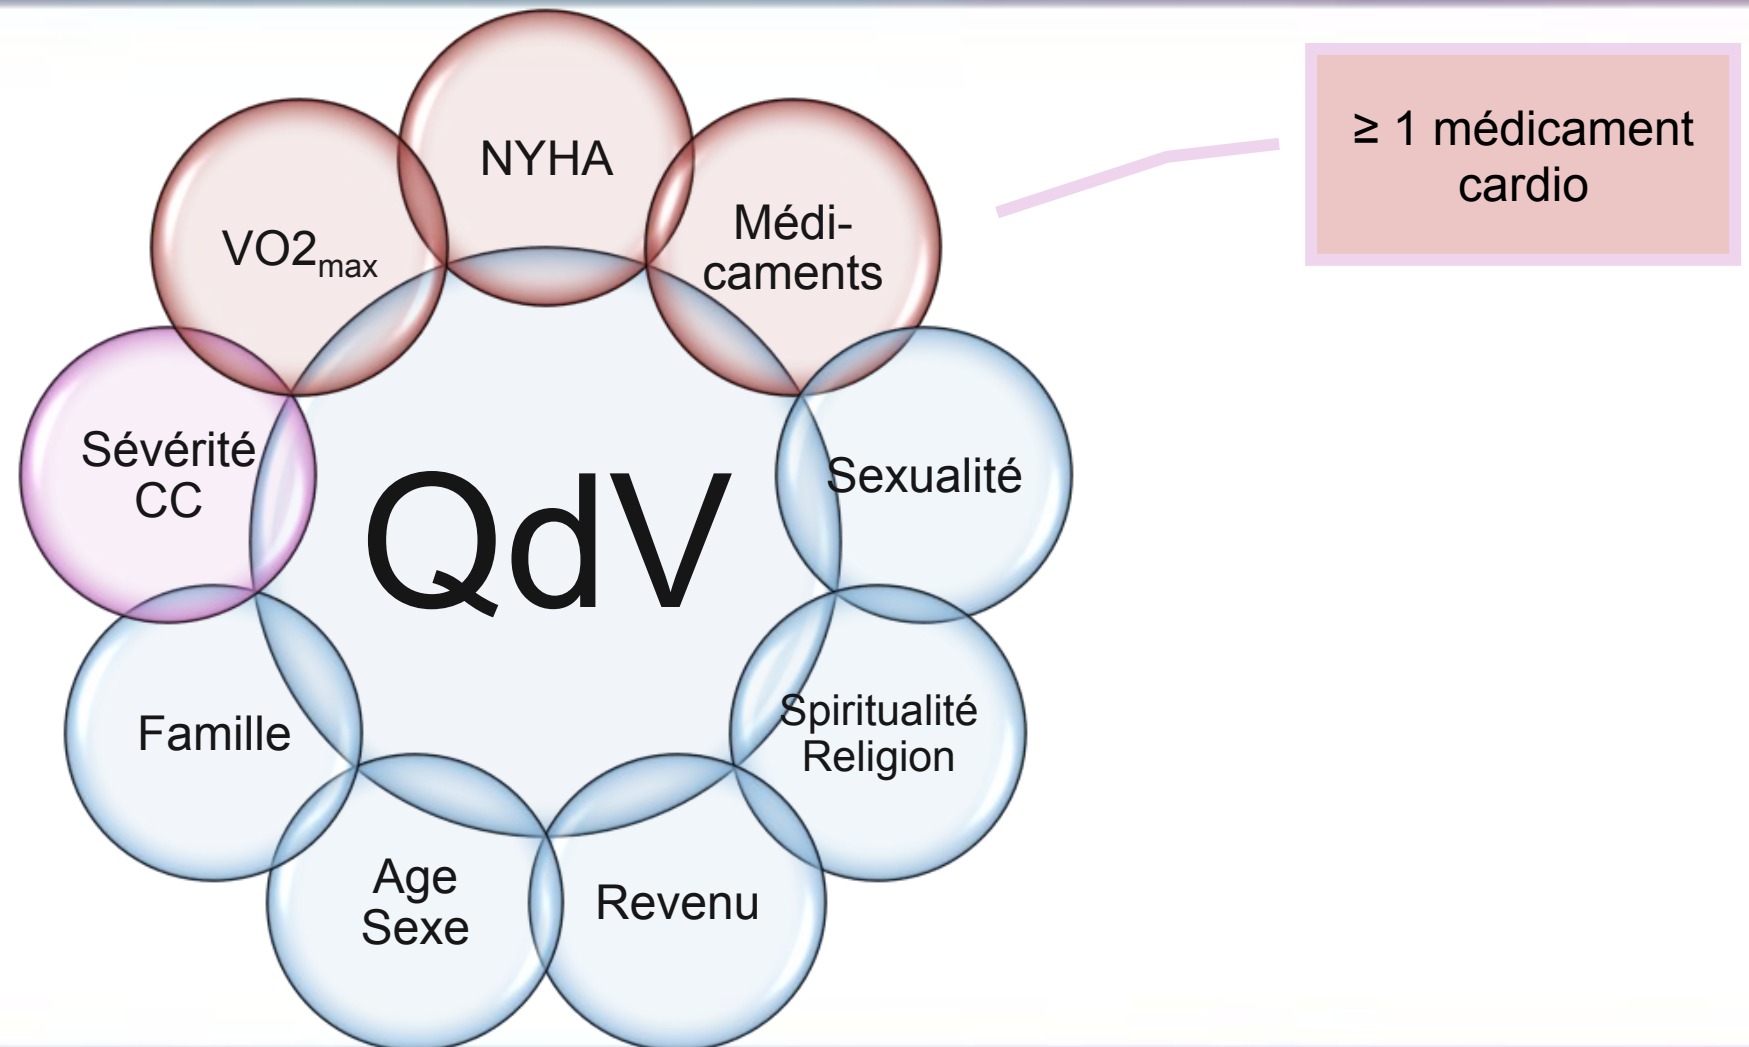 NYHA
Médi-
caments
≥ 1 médicament
cardio
VO2max
Sévérité
CC
QdV
Sexualité
Famille
Spiritualité
Religion
Age
Sexe
Revenu